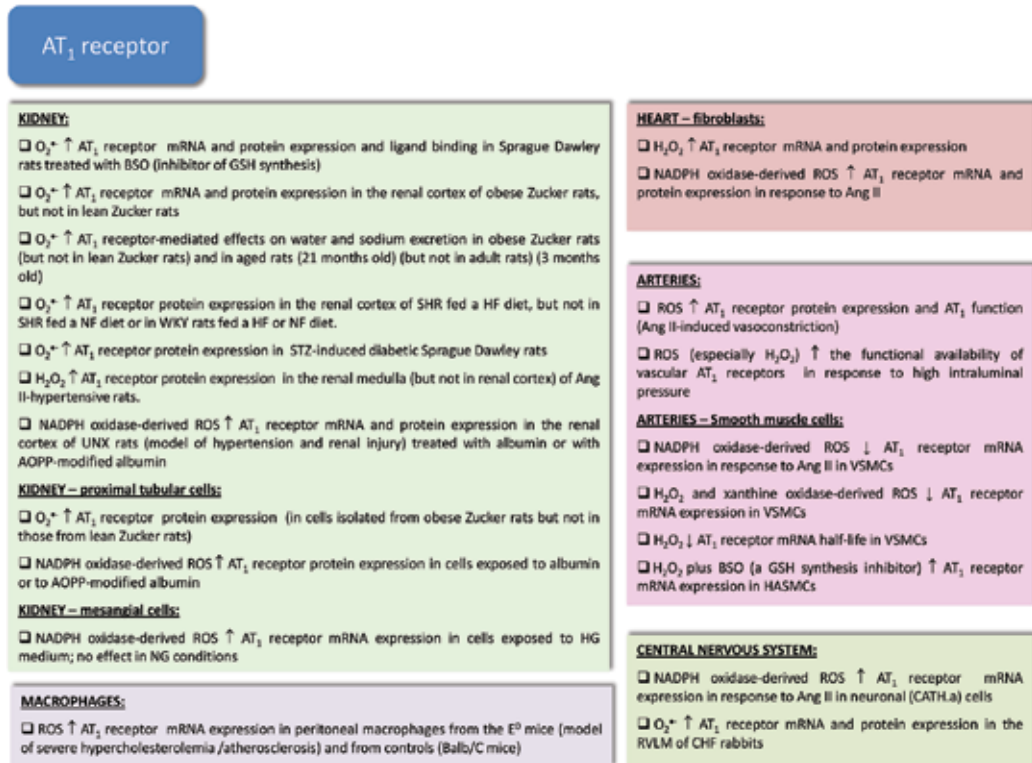 AT₁ receptor
KIDNEY:
❑ O₂•⁻ ↑ AT₁ receptor mRNA and protein expression and ligand binding in Sprague Dawley
rats treated with BSO (inhibitor of GSH synthesis)
❑ O₂•⁻ ↑ AT₁ receptor mRNA and protein expression in the renal cortex of obese Zucker rats,
but not in lean Zucker rats
❑ O₂•⁻ ↑ AT₁ receptor-mediated effects on water and sodium excretion in obese Zucker rats
(but not in lean Zucker rats) and in aged rats (21 months old) (but not in adult rats) (3 months
old)
❑ O₂•⁻ ↑ AT₁ receptor protein expression in the renal cortex of SHR fed a HF diet, but not in
SHR fed a NF diet or in WKY rats fed a HF or NF diet.
❑ O₂•⁻ ↑ AT₁ receptor protein expression in STZ-induced diabetic Sprague Dawley rats
❑ H₂O₂ ↑ AT₁ receptor protein expression in the renal medulla (but not in renal cortex) of Ang
II-hypertensive rats.
❑ NADPH oxidase-derived ROS ↑ AT₁ receptor mRNA and protein expression in the renal
cortex of UNX rats (model of hypertension and renal injury) treated with albumin or with
AOPP-modified albumin
KIDNEY – proximal tubular cells:
❑ O₂•⁻ ↑ AT₁ receptor protein expression (in cells isolated from obese Zucker rats but not in
those from lean Zucker rats)
❑ NADPH oxidase-derived ROS ↑ AT₁ receptor protein expression in cells exposed to albumin
or to AOPP-modified albumin
KIDNEY – mesangial cells:
❑ NADPH oxidase-derived ROS ↑ AT₁ receptor mRNA expression in cells exposed to HG
medium; no effect in NG conditions
MACROPHAGES:
❑ ROS ↑ AT₁ receptor mRNA expression in peritoneal macrophages from the E⁰ mice (model
of severe hypercholesterolemia /atherosclerosis) and from controls (Balb/C mice)
HEART – fibroblasts:
❑ H₂O₂ ↑ AT₁ receptor mRNA and protein expression
❑ NADPH oxidase-derived ROS ↑ AT₁ receptor mRNA and
protein expression in response to Ang II
ARTERIES:
❑ ROS ↑ AT₁ receptor protein expression and AT₁ function
(Ang II-induced vasoconstriction)
❑ ROS (especially H₂O₂) ↑ the functional availability of
vascular AT₁ receptors in response to high intraluminal
pressure
ARTERIES – Smooth muscle cells:
❑ NADPH oxidase-derived ROS ↓ AT₁ receptor mRNA
expression in response to Ang II in VSMCs
❑ H₂O₂ and xanthine oxidase-derived ROS ↓ AT₁ receptor
mRNA expression in VSMCs
❑ H₂O₂ ↓ AT₁ receptor mRNA half-life in VSMCs
❑ H₂O₂ plus BSO (a GSH synthesis inhibitor) ↑ AT₁ receptor
mRNA expression in HASMCs
CENTRAL NERVOUS SYSTEM:
❑ NADPH oxidase-derived ROS ↑ AT₁ receptor mRNA
expression in response to Ang II in neuronal (CATH.a) cells
❑ O₂•⁻ ↑ AT₁ receptor mRNA and protein expression in the
RVLM of CHF rabbits